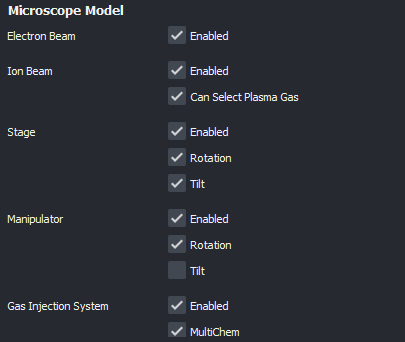 Microscope Model
Electron Beam Enabled
Ion Beam Enabled
Can Select Plasma Gas
Stage Enabled
Rotation
Tilt
Manipulator Enabled
Rotation
Tilt
Gas Injection System Enabled
MultiChem